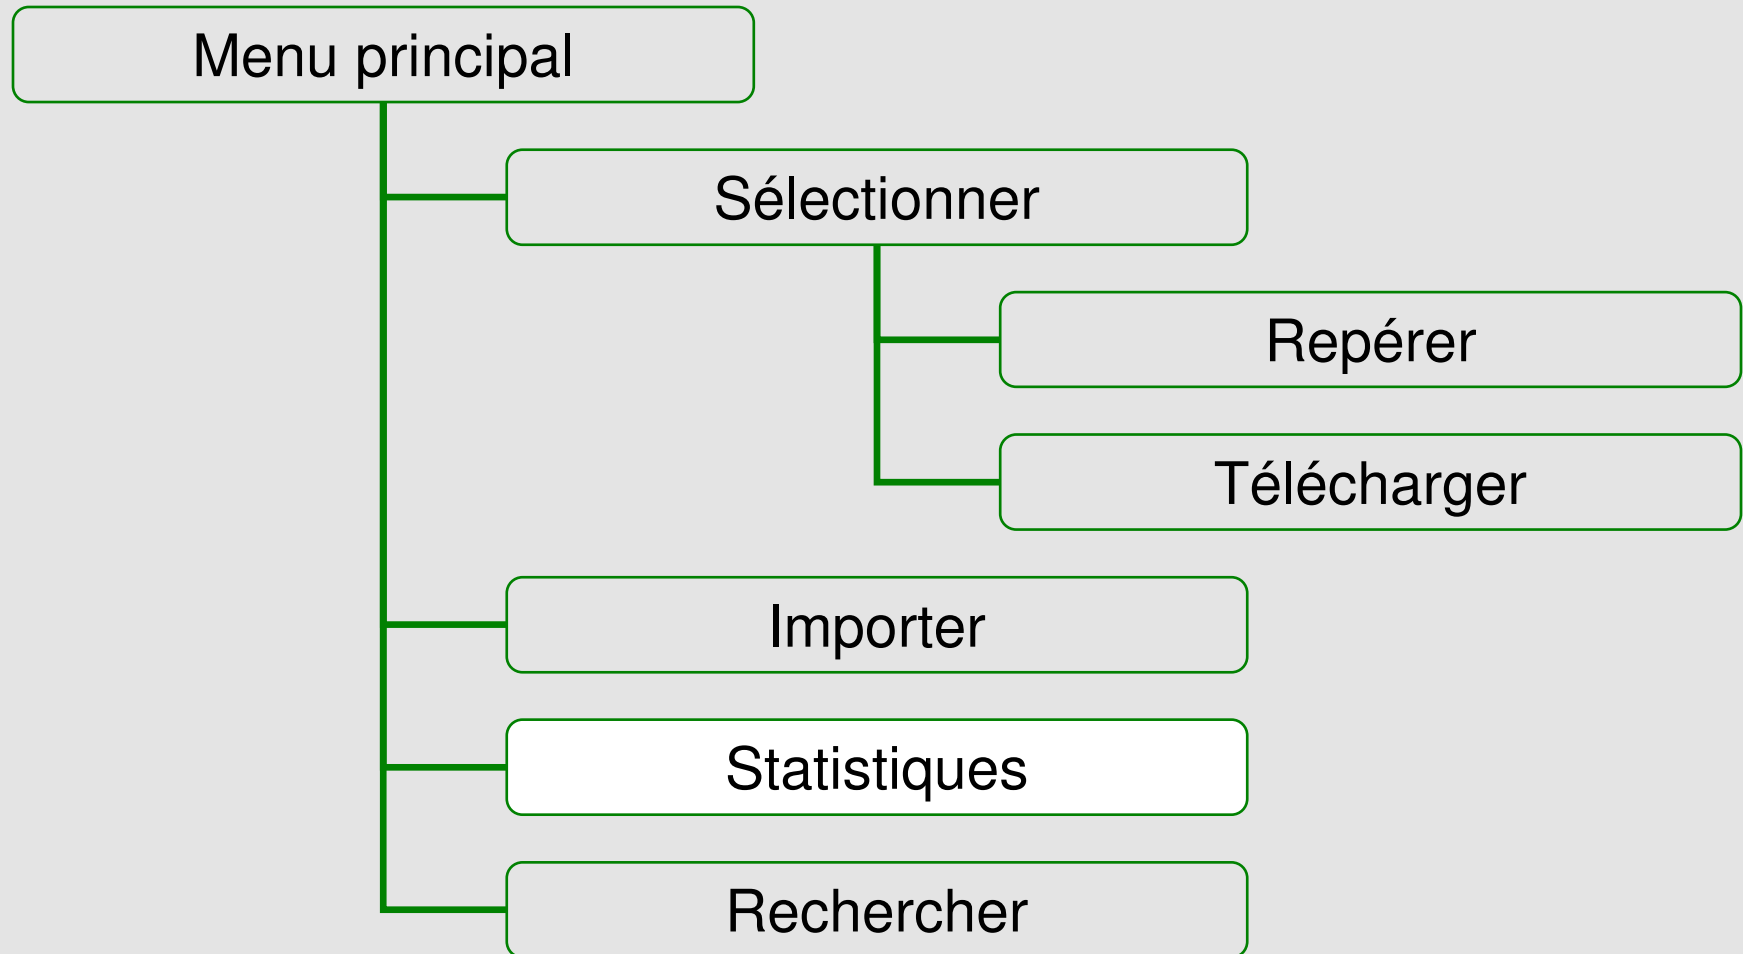 Menu principal
Sélectionner
Repérer
Télécharger
Importer
Statistiques
Rechercher